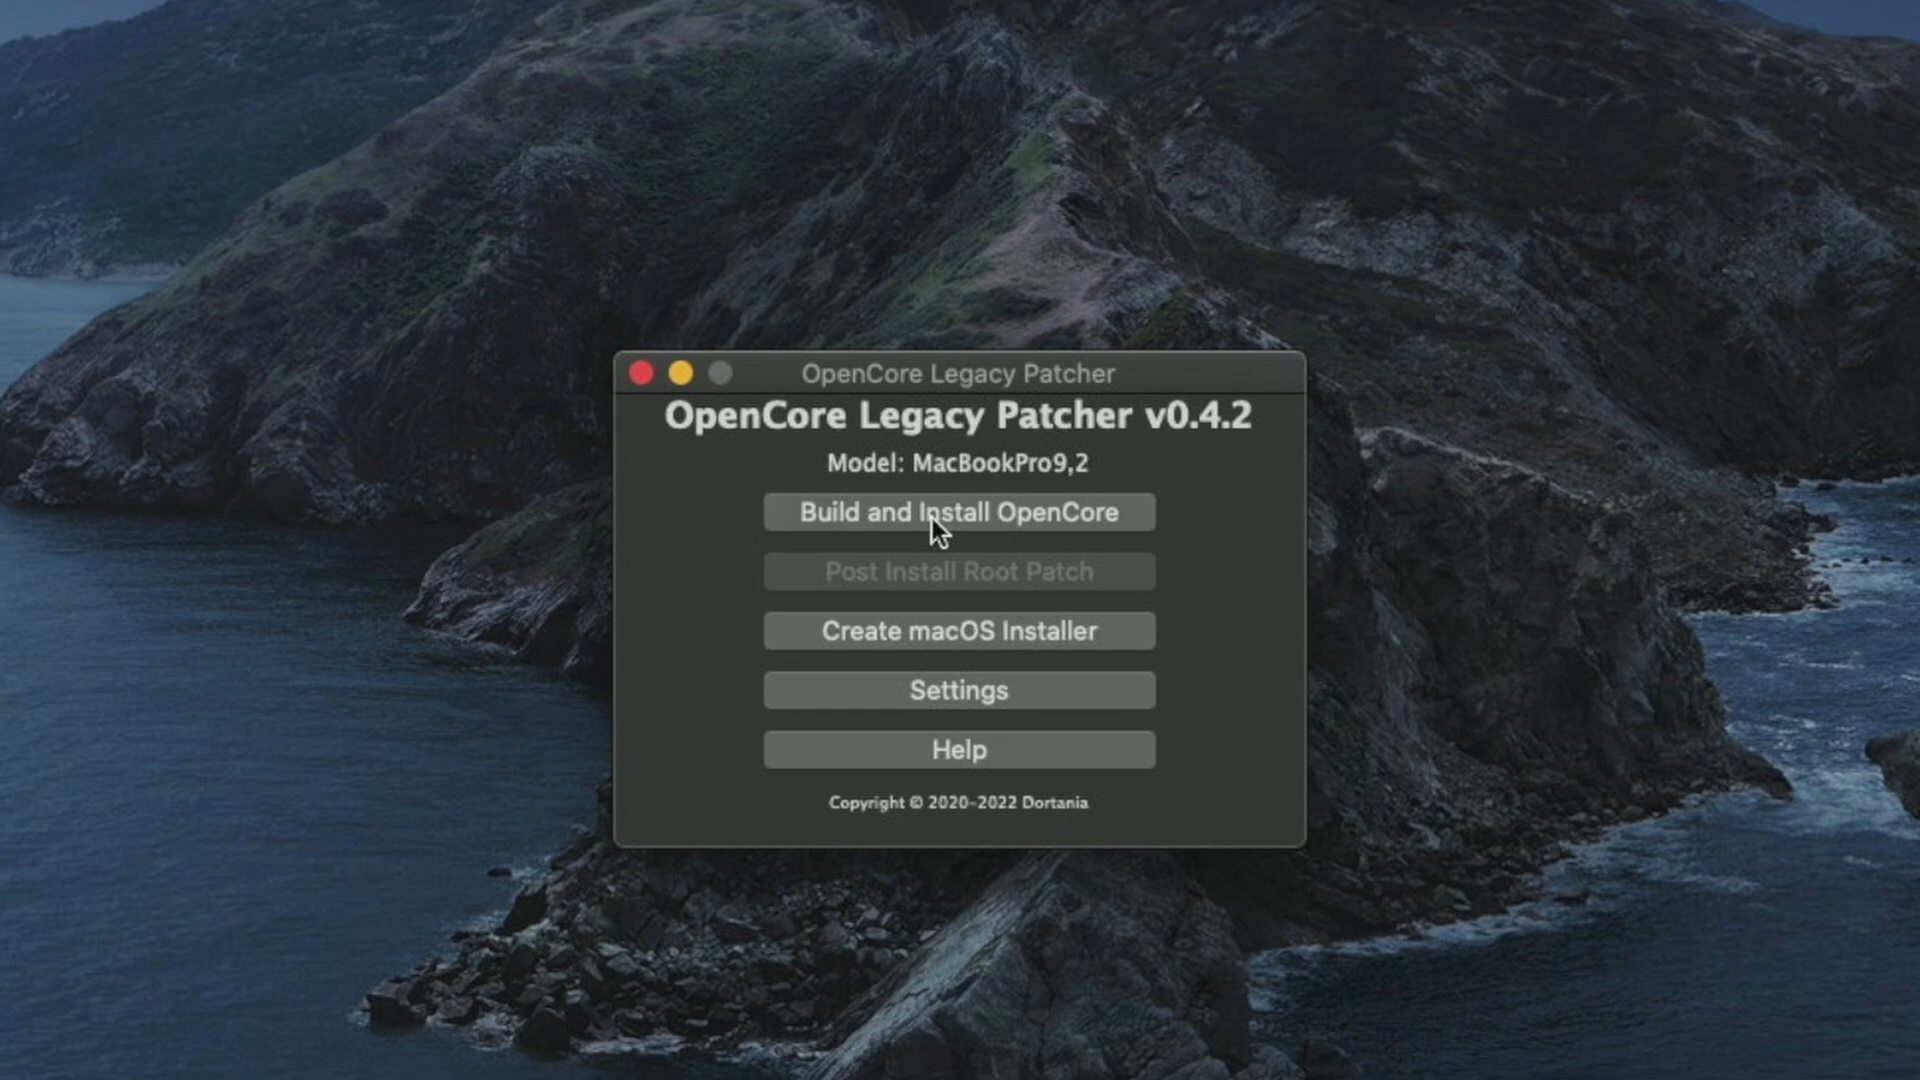 OpenCore Legacy Patcher
OpenCore Legacy Patcher v0.4.2
Model: MacBookPro9,2
Build and Install OpenCore
Post Install Root Patch
Create macOS Installer
Settings
Help
Copyright © 2020-2022 Dortania